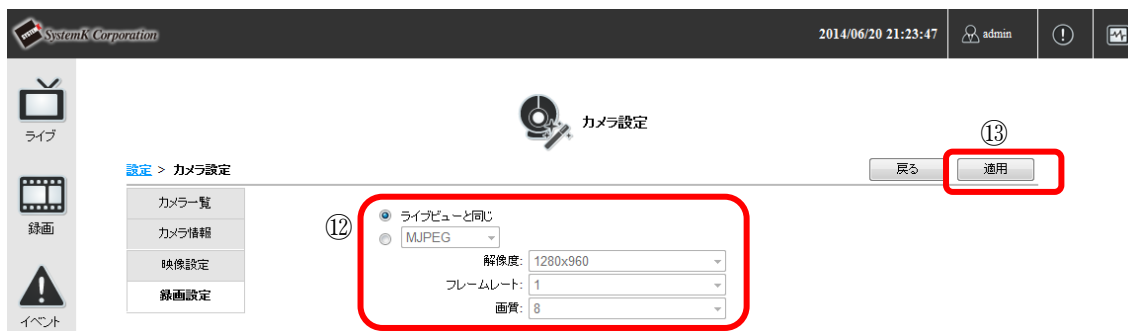 SystemK Corporation
2014/06/20 21:23:47
admin
ライブ
カメラ設定
⑬
設定 > カメラ設定
戻る
適用
録画
カメラ一覧
カメラ情報
映像設定
録画設定
⑫
ライブビューと同じ
MJPEG
解像度: 1280x960
フレームレート: 1
画質: 8
イベント